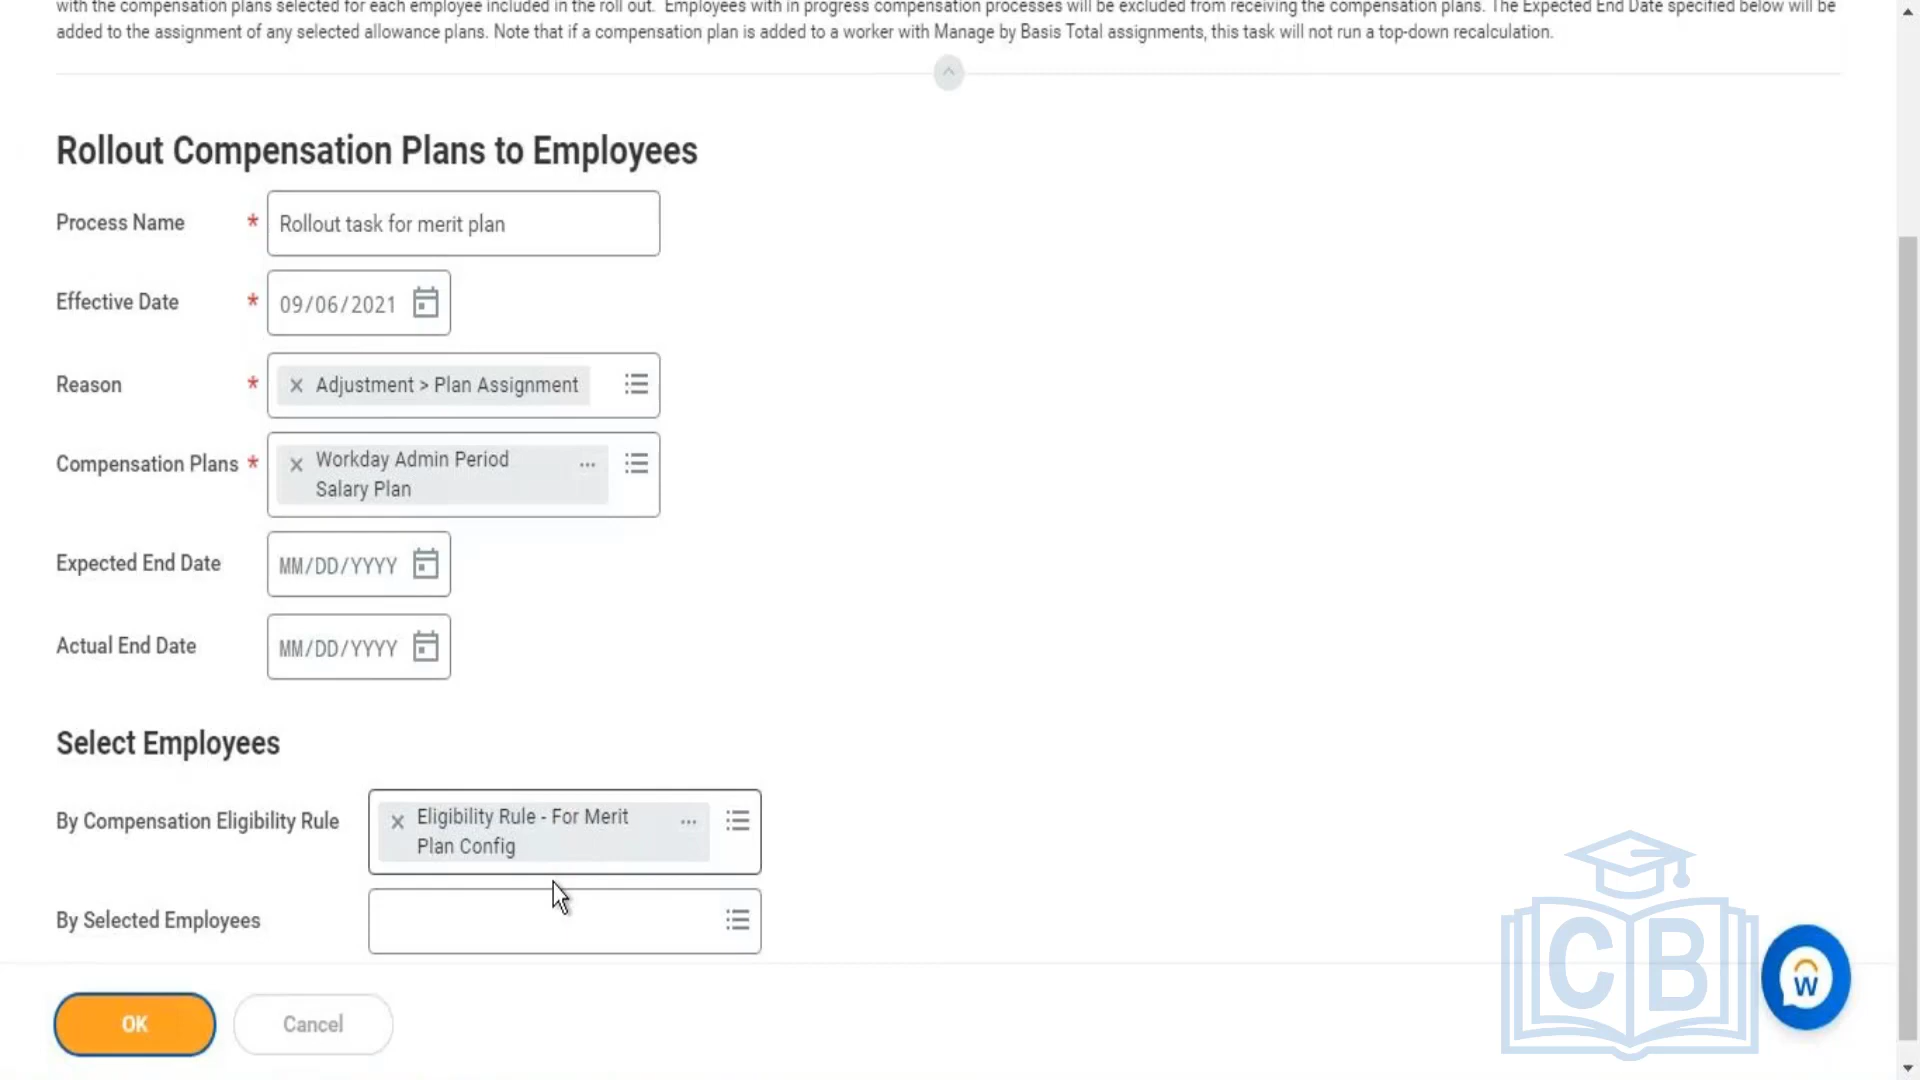 with the compensation plans selected for each employee included in the roll out. Employees with in progress compensation processes will be excluded from receiving the compensation plans. The Expected End Date specified below will be
added to the assignment of any selected allowance plans. Note that if a compensation plan is added to a worker with Manage by Basis Total assignments, this task will not run a top-down recalculation.
Rollout Compensation Plans to Employees
Process Name * Rollout task for merit plan
Effective Date * 09/06/2021
Reason * × Adjustment > Plan Assignment
Compensation Plans * × Workday Admin Period ...
Salary Plan
Expected End Date MM/DD/YYYY
Actual End Date MM/DD/YYYY
Select Employees
By Compensation Eligibility Rule × Eligibility Rule - For Merit ...
Plan Config
By Selected Employees
OK Cancel
CB
W